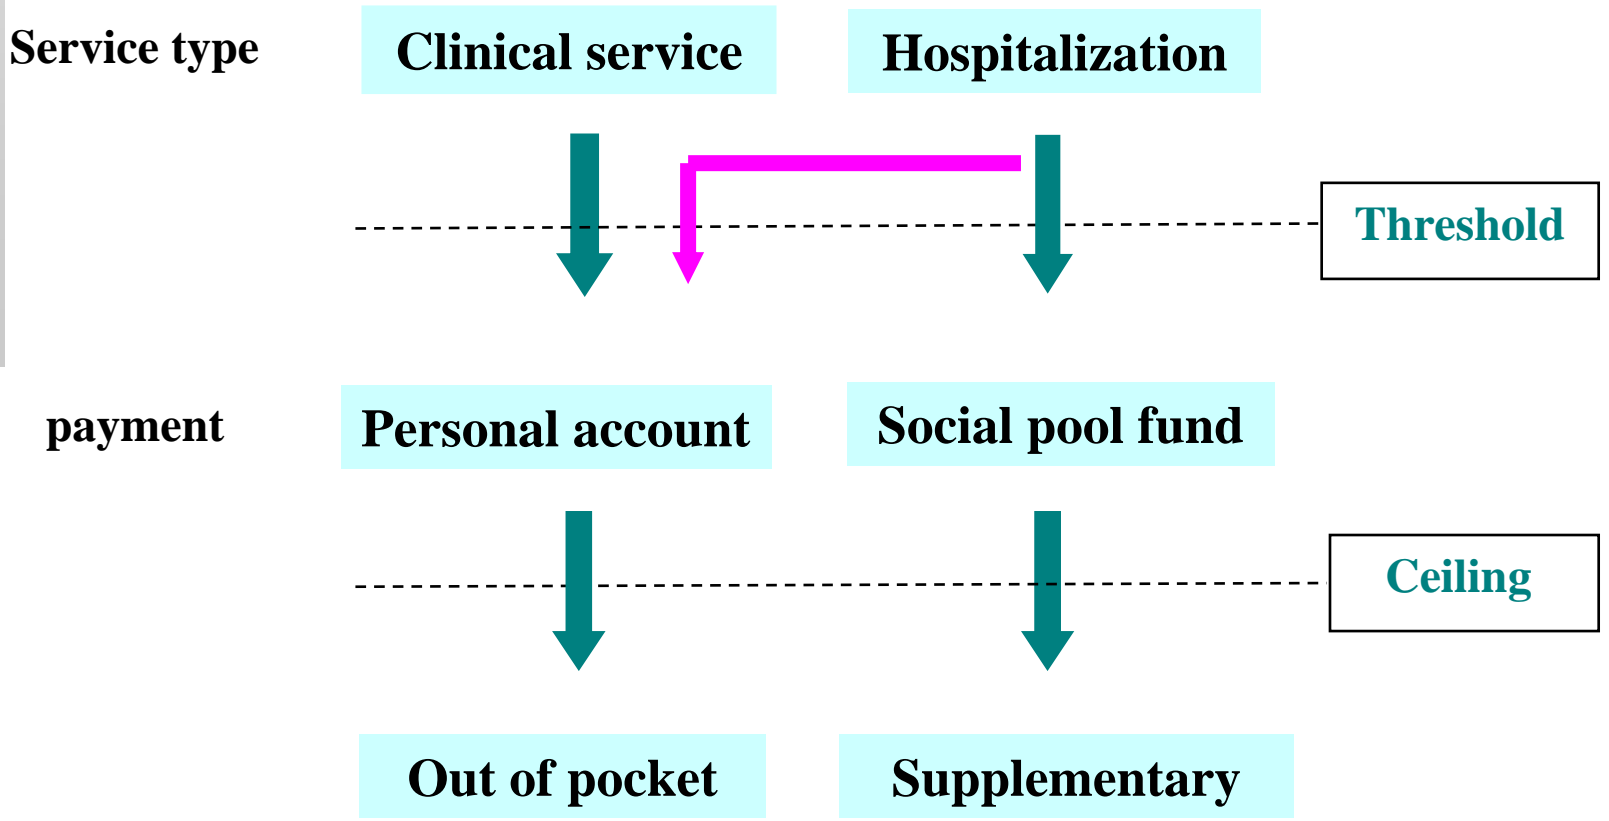 Service type
Clinical service
Hospitalization
Threshold
payment
Personal account
Social pool fund
Ceiling
Out of pocket
Supplementary